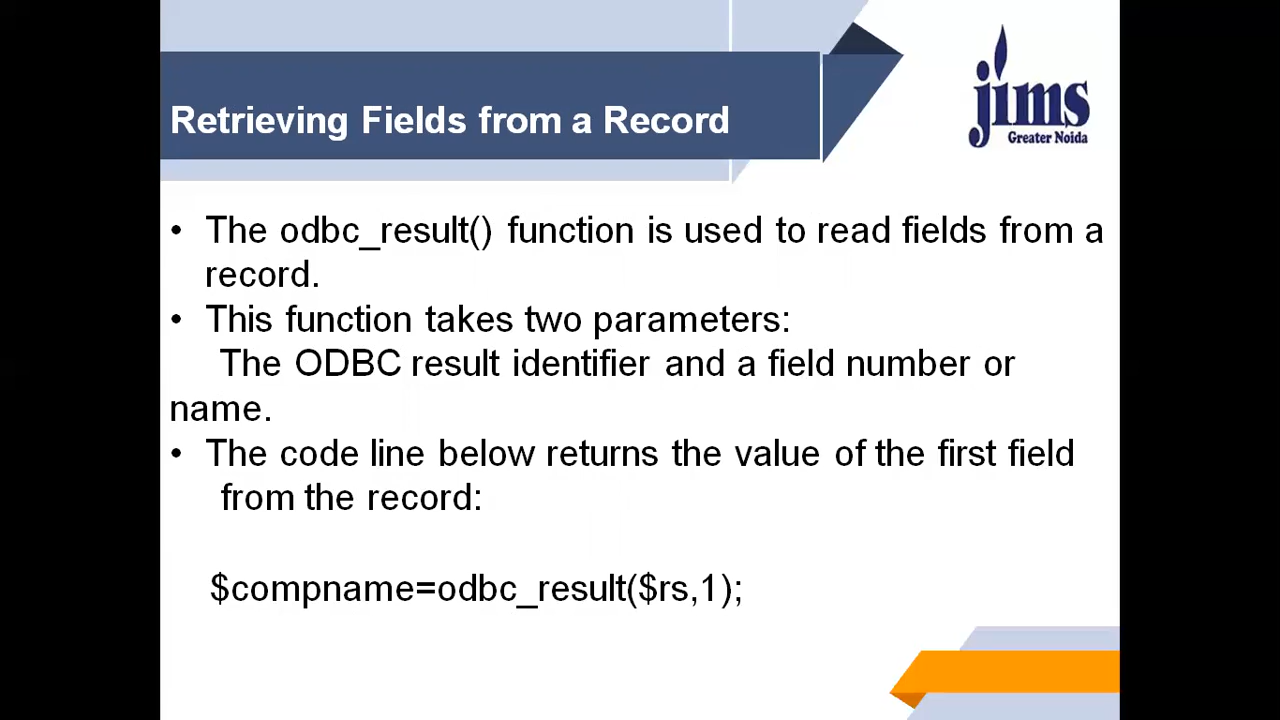 Retrieving Fields from a Record
jims
Greater Noida
• The odbc_result() function is used to read fields from a
record.
• This function takes two parameters:
The ODBC result identifier and a field number or
name.
• The code line below returns the value of the first field
from the record:
$compname=odbc_result($rs,1);